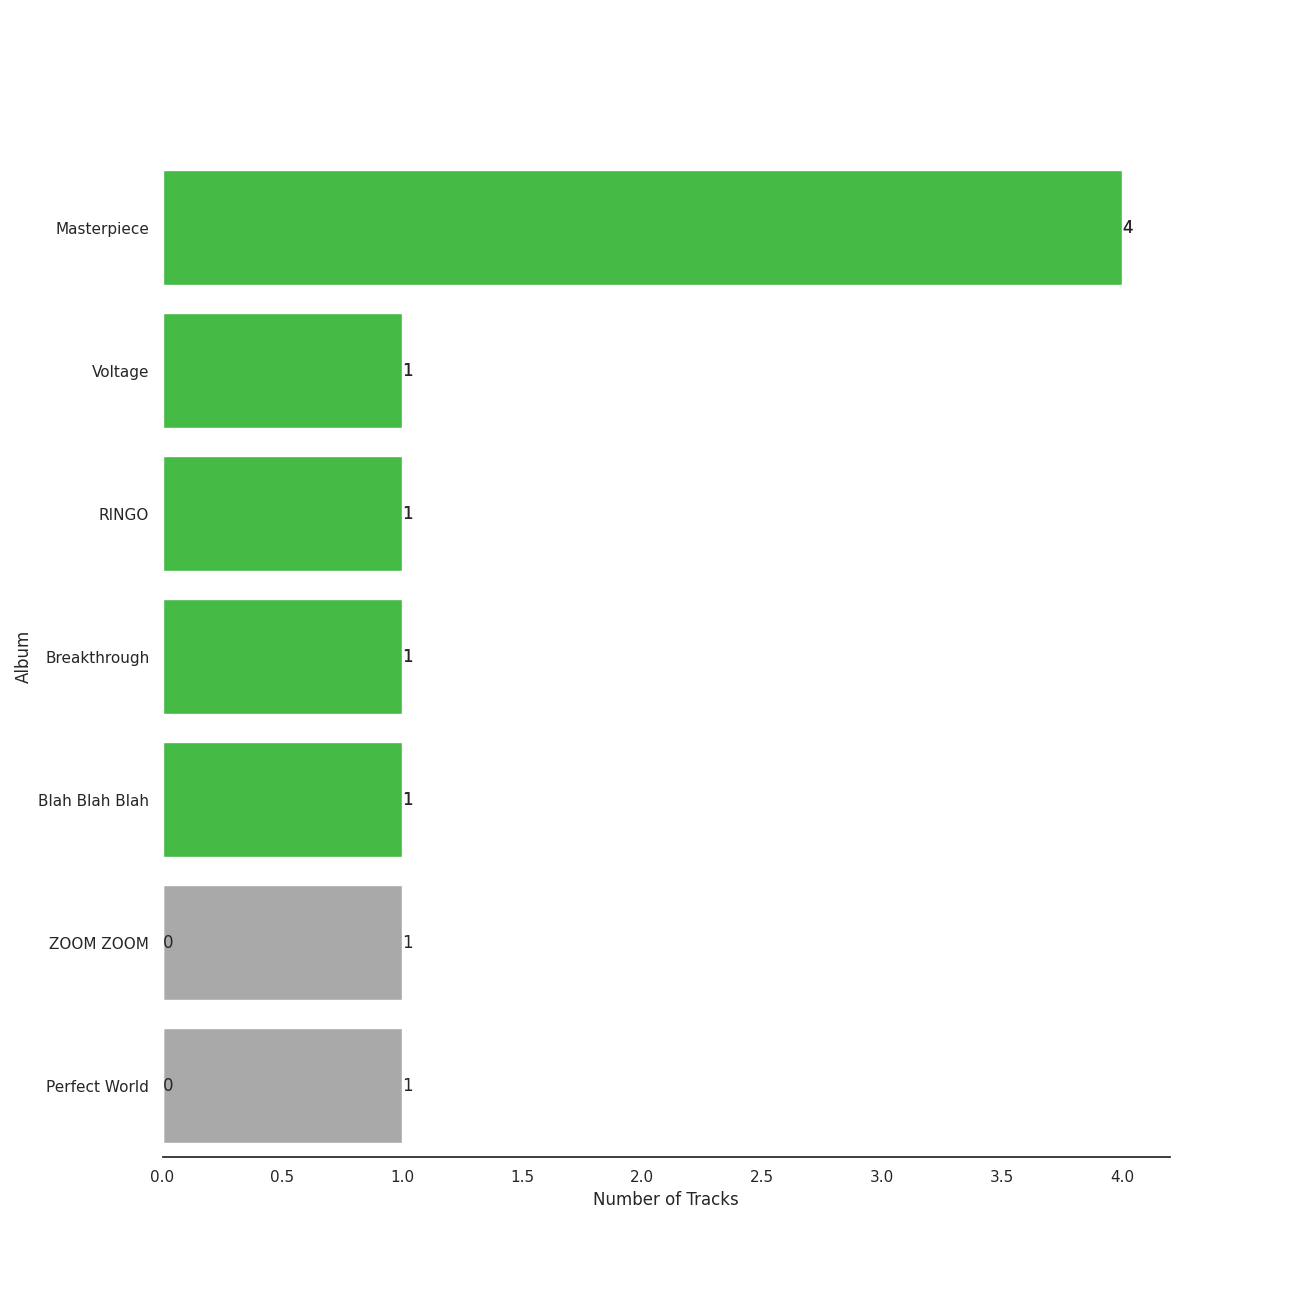 Masterpiece 4
Voltage 1
RINGO 1
Breakthrough 1
Album
Blah Blah Blah 1
ZOOM ZOOM 0 1
Perfect World 0 1
0.0 0.5 1.0 1.5 2.0 2.5 3.0 3.5 4.0
Number of Tracks